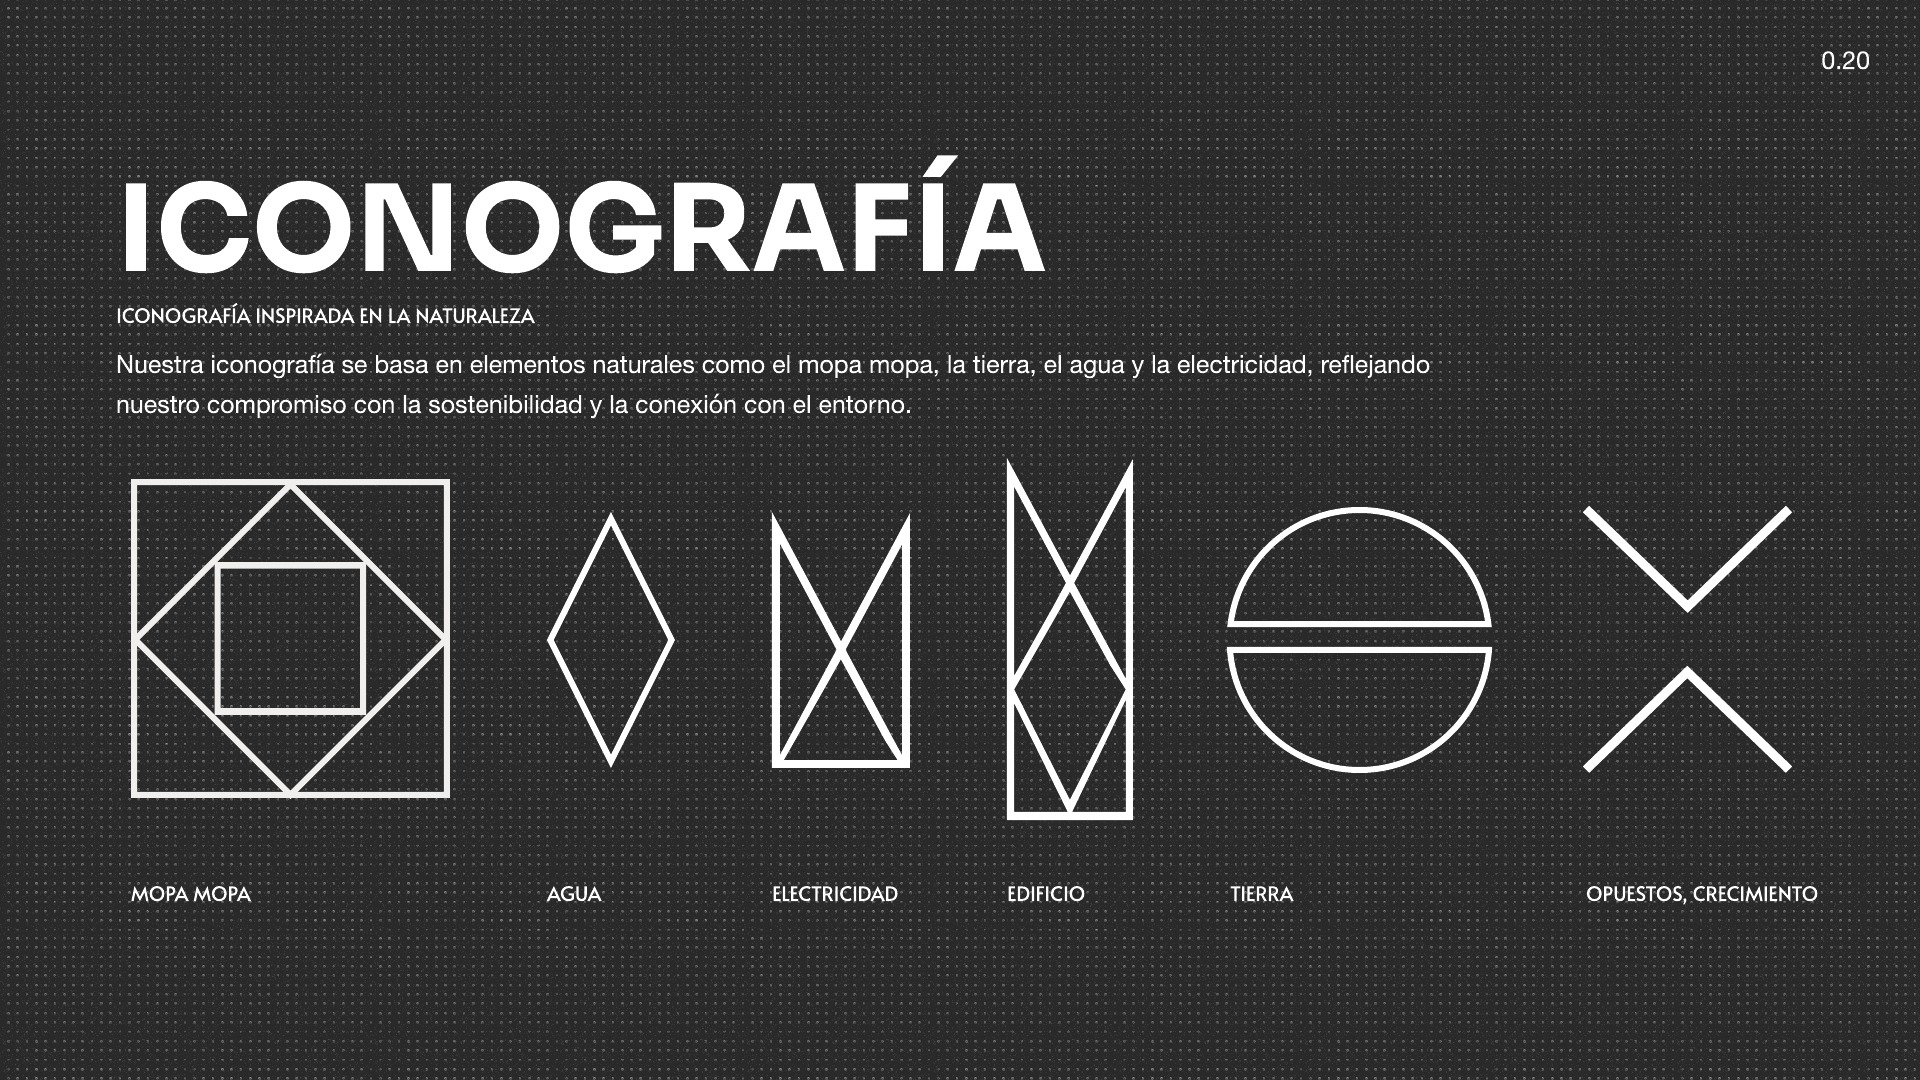 0.20
ICONOGRAFÍA
ICONOGRAFÍA INSPIRADA EN LA NATURALEZA
Nuestra iconografía se basa en elementos naturales como el mopa mopa, la tierra, el agua y la electricidad, reflejando
nuestro compromiso con la sostenibilidad y la conexión con el entorno.
MOPA MOPA
AGUA
ELECTRICIDAD
EDIFICIO
TIERRA
OPUESTOS, CRECIMIENTO